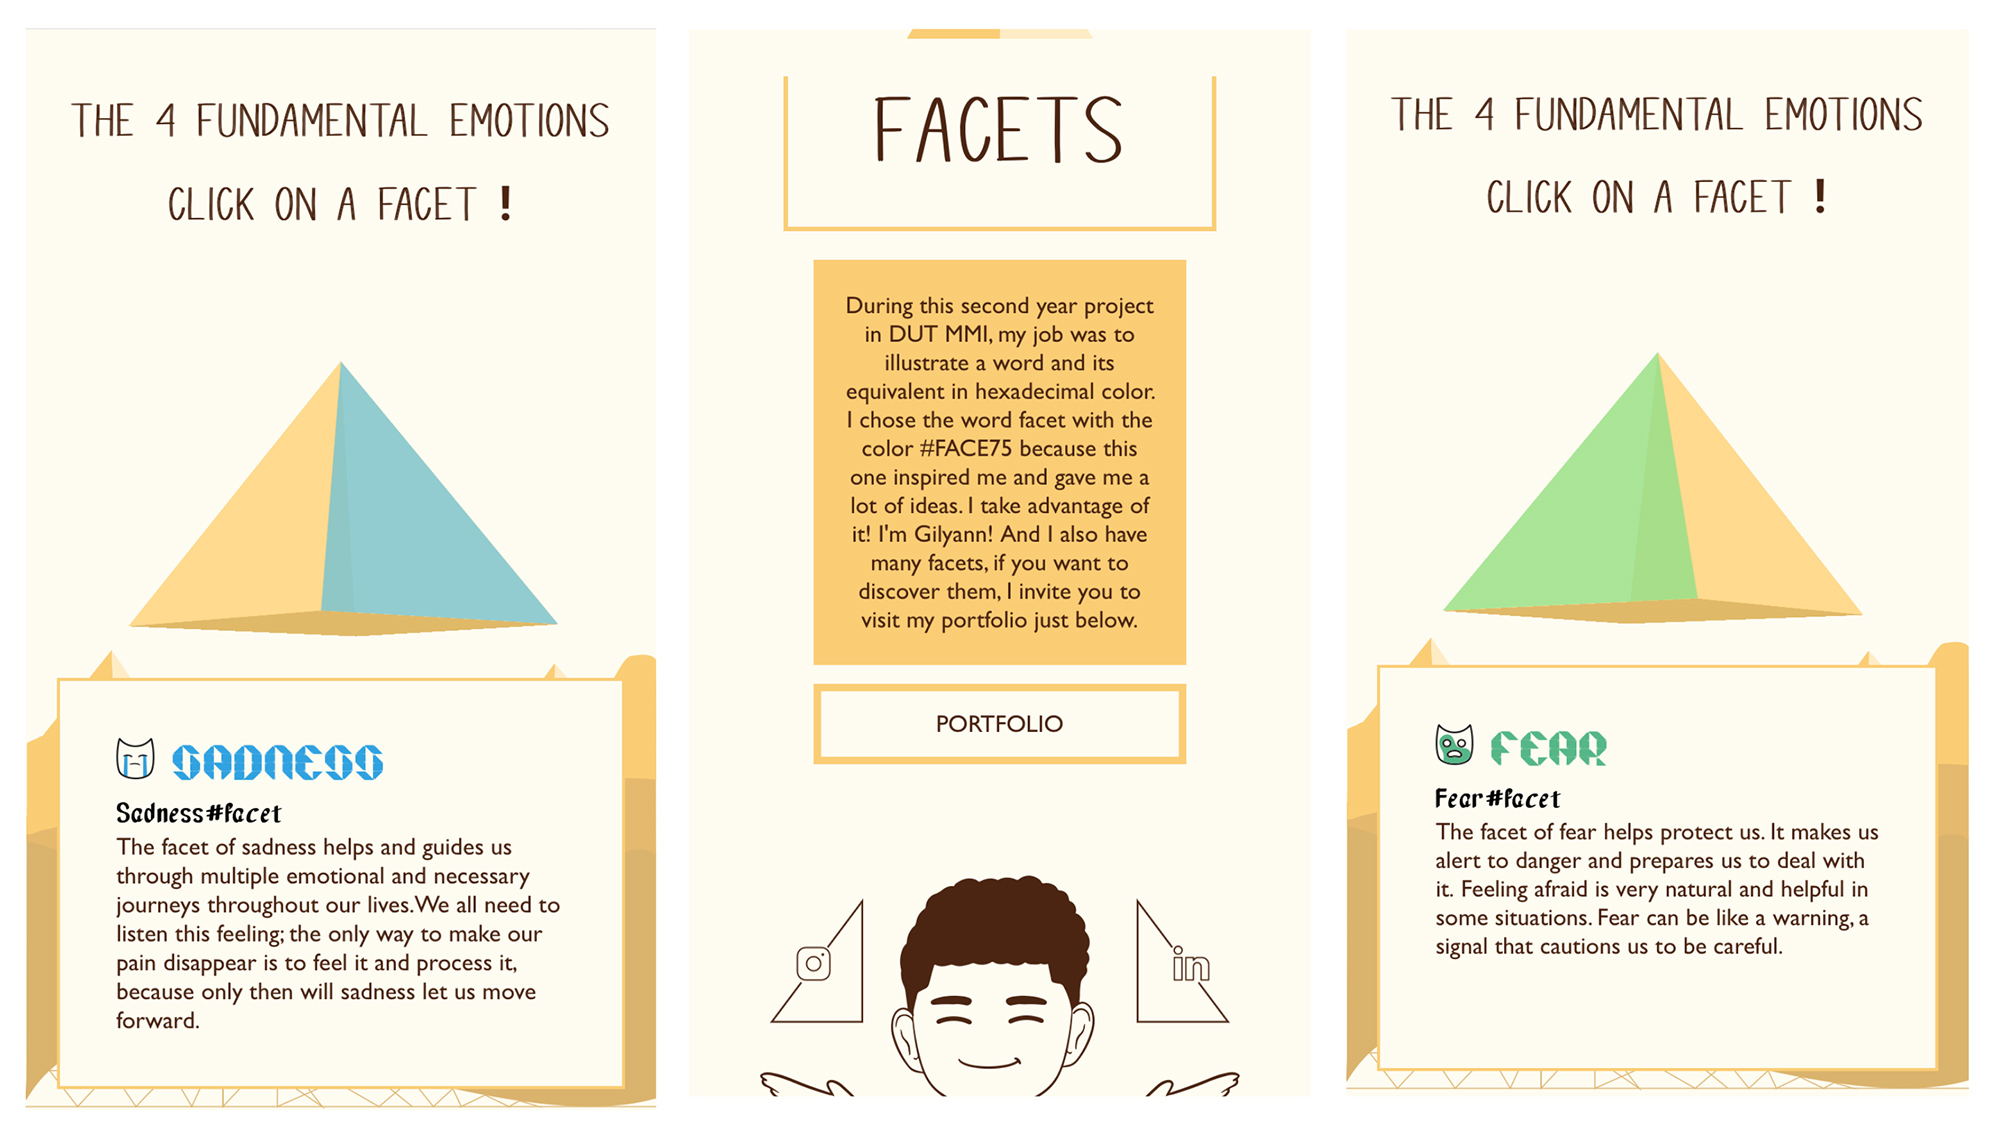 THE 4 FUNDAMENTAL EMOTIONS
CLICK ON A FACET !
SADNESS
Sadness#facet
The facet of sadness helps and guides us
through multiple emotional and necessary
journeys throughout our lives.We all need to
listen this feeling; the only way to make our
pain disappear is to feel it and process it,
because only then will sadness let us move
forward.
FACETS
During this second year project
in DUT MMI, my job was to
illustrate a word and its
equivalent in hexadecimal color.
I chose the word facet with the
color #FACE75 because this
one inspired me and gave me a
lot of ideas. I take advantage of
it! I'm Gilyann! And I also have
many facets, if you want to
discover them, I invite you to
visit my portfolio just below.
PORTFOLIO
in
THE 4 FUNDAMENTAL EMOTIONS
CLICK ON A FACET !
FEAR
Fear#facet
The facet of fear helps protect us. It makes us
alert to danger and prepares us to deal with
it. Feeling afraid is very natural and helpful in
some situations. Fear can be like a warning, a
signal that cautions us to be careful.